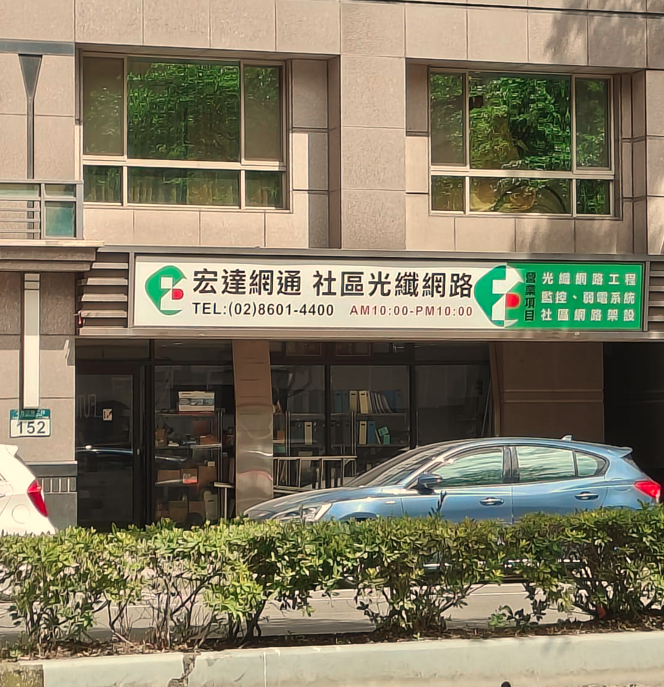 宏達網通 社區光纖網路
TEL:(02)8601-4400 AM10:00-PM10:00
營業項目
光纖網路工程
監控、弱電系統
社區網路架設
152